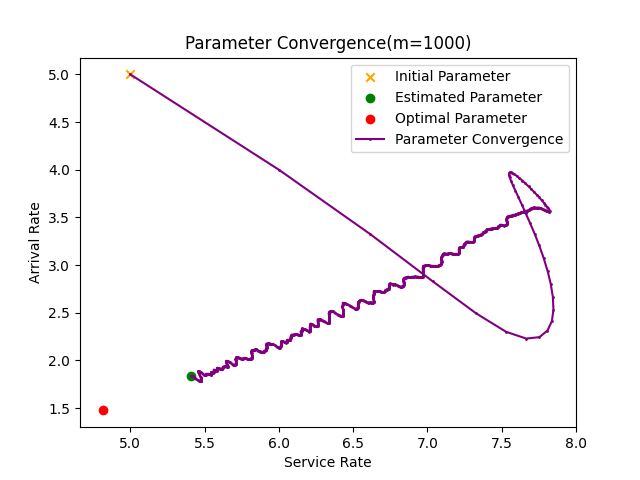 Parameter Convergence(m=1000)
Initial Parameter
Estimated Parameter
Optimal Parameter
Parameter Convergence
5.0
4.5
4.0
3.5
3.0
2.5
2.0
1.5
Arrival Rate
5.0 5.5 6.0 6.5 7.0 7.5 8.0
Service Rate